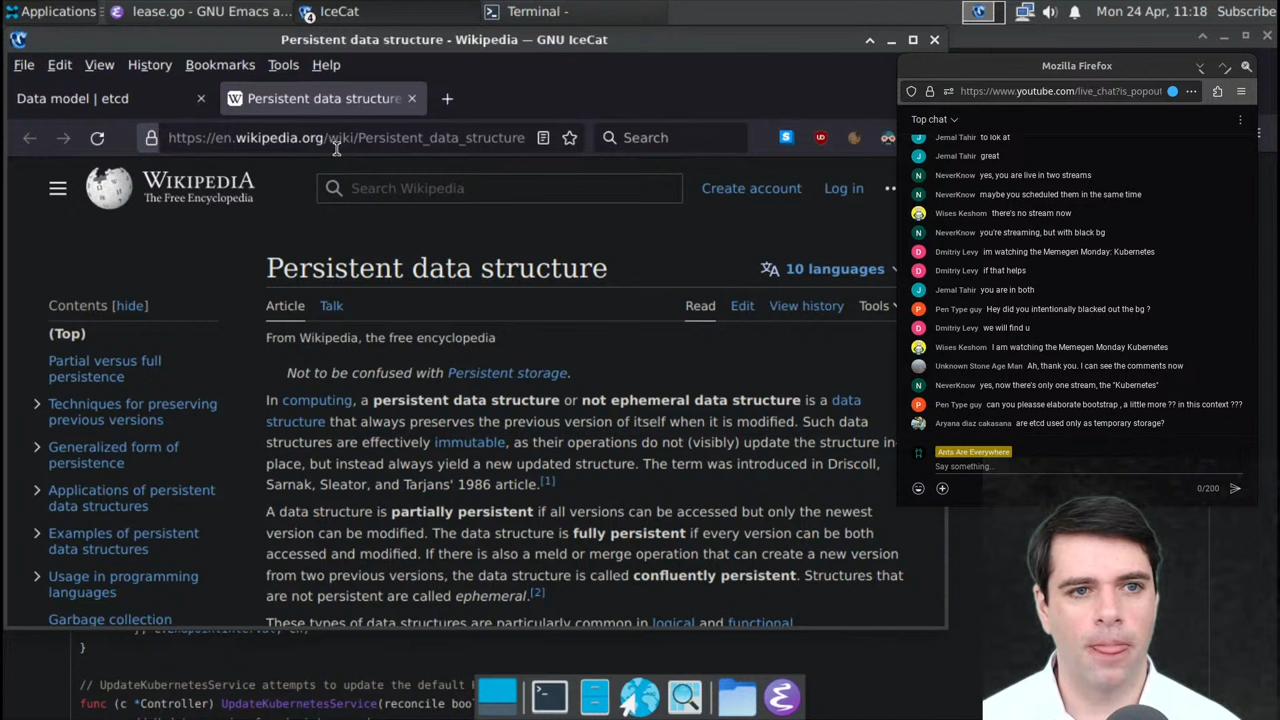 Applications
lease.go - GNU Emacs a...
IceCat
4
Terminal -
Mon 24 Apr, 11:18
Subscribe
Persistent data structure - Wikipedia — GNU IceCat
File Edit View History Bookmarks Tools Help
Data model | etcd
Persistent data structure
https://en.wikipedia.org/wiki/Persistent_data_structure
Search
WIKIPEDIA
The Free Encyclopedia
Search Wikipedia
Create account
Log in
Contents [hide]
(Top)
Partial versus full
persistence
Techniques for preserving
previous versions
Generalized form of
persistence
Applications of persistent
data structures
Examples of persistent
data structures
Usage in programming
languages
Garbage collection
Persistent data structure
10 languages
Article Talk
Read Edit View history Tools
From Wikipedia, the free encyclopedia
Not to be confused with Persistent storage.
In computing, a persistent data structure or not ephemeral data structure is a data
structure that always preserves the previous version of itself when it is modified. Such data
structures are effectively immutable, as their operations do not (visibly) update the structure in-
place, but instead always yield a new updated structure. The term was introduced in Driscoll,
Sarnak, Sleator, and Tarjans' 1986 article.[1]
A data structure is partially persistent if all versions can be accessed but only the newest
version can be modified. The data structure is fully persistent if every version can be both
accessed and modified. If there is also a meld or merge operation that can create a new version
from two previous versions, the data structure is called confluently persistent. Structures that
are not persistent are called ephemeral.[2]
These types of data structures are particularly common in logical and functional
}
// UpdateKubernetesService attempts to update the default
func (c *Controller) UpdateKubernetesService(reconcile boo
Mozilla Firefox
https://www.youtube.com/live_chat?is_popout
Top chat
Jemal Tahir to lok at
Jemal Tahir great
NeverKnow yes, you are live in two streams
NeverKnow maybe you scheduled them in the same time
Wises Keshom there's no stream now
NeverKnow you're streaming, but with black bg
Dmitriy Levy im watching the Memegen Monday: Kubernetes
Dmitriy Levy if that helps
Jemal Tahir you are in both
Pen Type guy Hey did you intentionally blacked out the bg ?
Dmitriy Levy we will find u
Wises Keshom I am watching the Memegen Monday Kubernetes
Unknown Stone Age Man Ah, thank you. I can see the comments now
NeverKnow yes, now there's only one stream, the "Kubernetes"
Pen Type guy can you pleasse elaborate bootstrap , a little more ?? in this context ???
Aryana diaz cakasana are etcd used only as temporary storage?
Ants Are Everywhere
Say something...
0/200